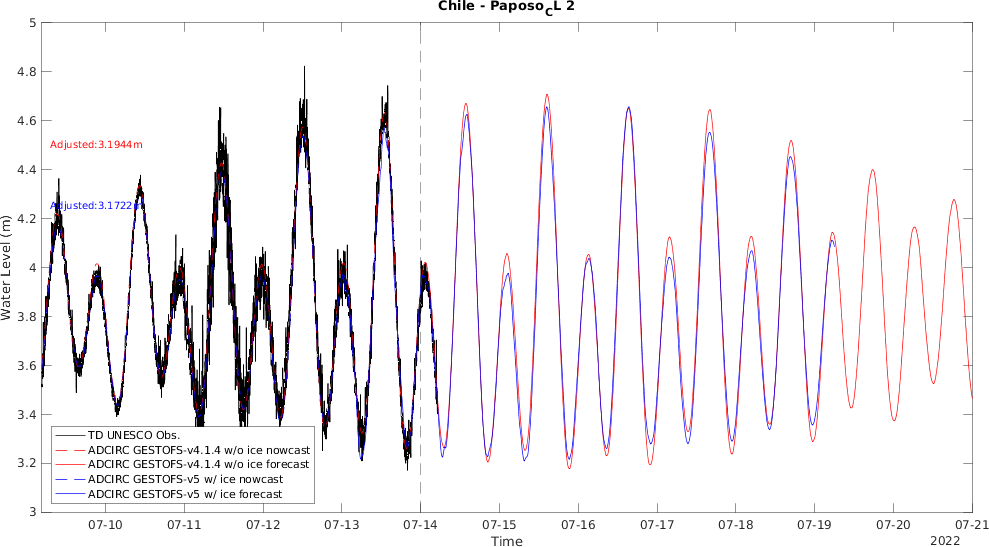 Chile - Paposo_CL 2
5
4.8
4.6
4.4
4.2
4
3.8
3.6
3.4
3.2
3
Water Level (m)
Adjusted:3.1944m
Adjusted:3.1722m
TD UNESCO Obs.
ADCIRC GESTOFS-v4.1.4 w/o ice nowcast
ADCIRC GESTOFS-v4.1.4 w/o ice forecast
ADCIRC GESTOFS-v5 w/ ice nowcast
ADCIRC GESTOFS-v5 w/ ice forecast
07-10 07-11 07-12 07-13 07-14 07-15 07-16 07-17 07-18 07-19 07-20 07-21
Time
2022